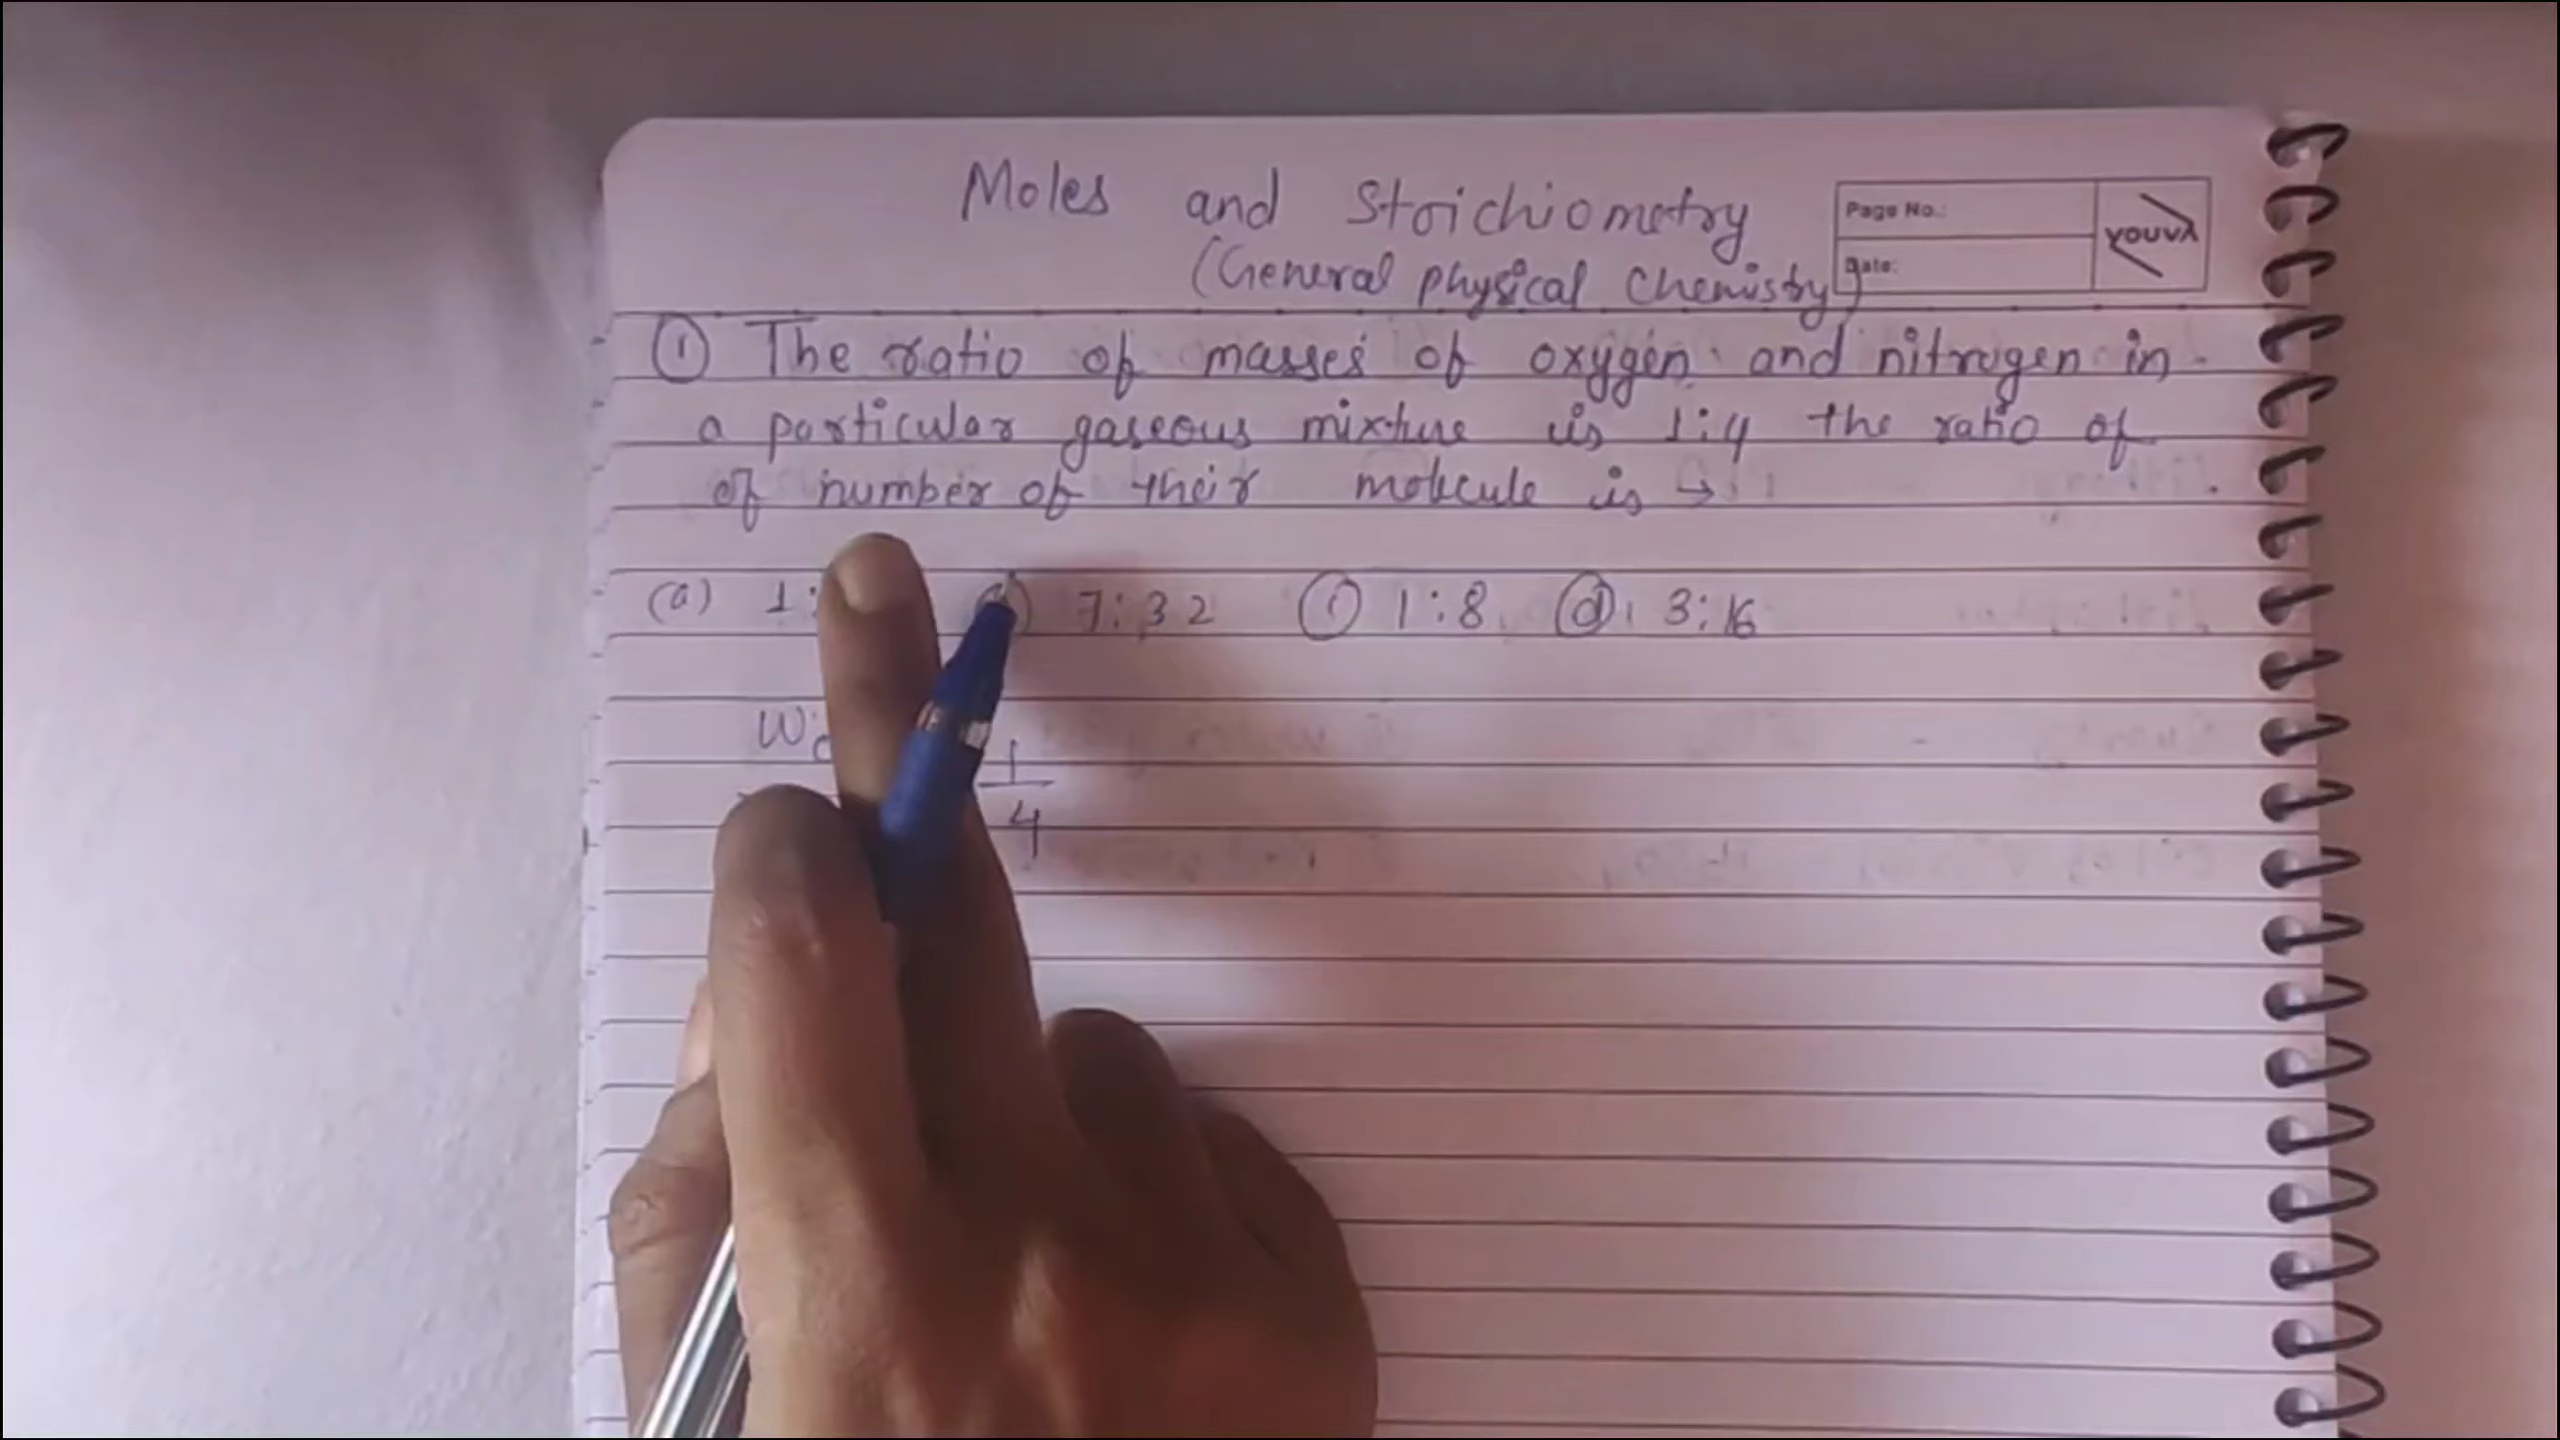 Moles and Stoichiometry
(General physical Chemistry)
Page No.:
Date:
YOUVA
① The ratio of masses of oxygen and nitrogen in
a particular gaseous mixture is 1:4 the ratio of
of number of their molecule is →
(a) 1: 7:32 1:8 (d) 3:16
W
1
4